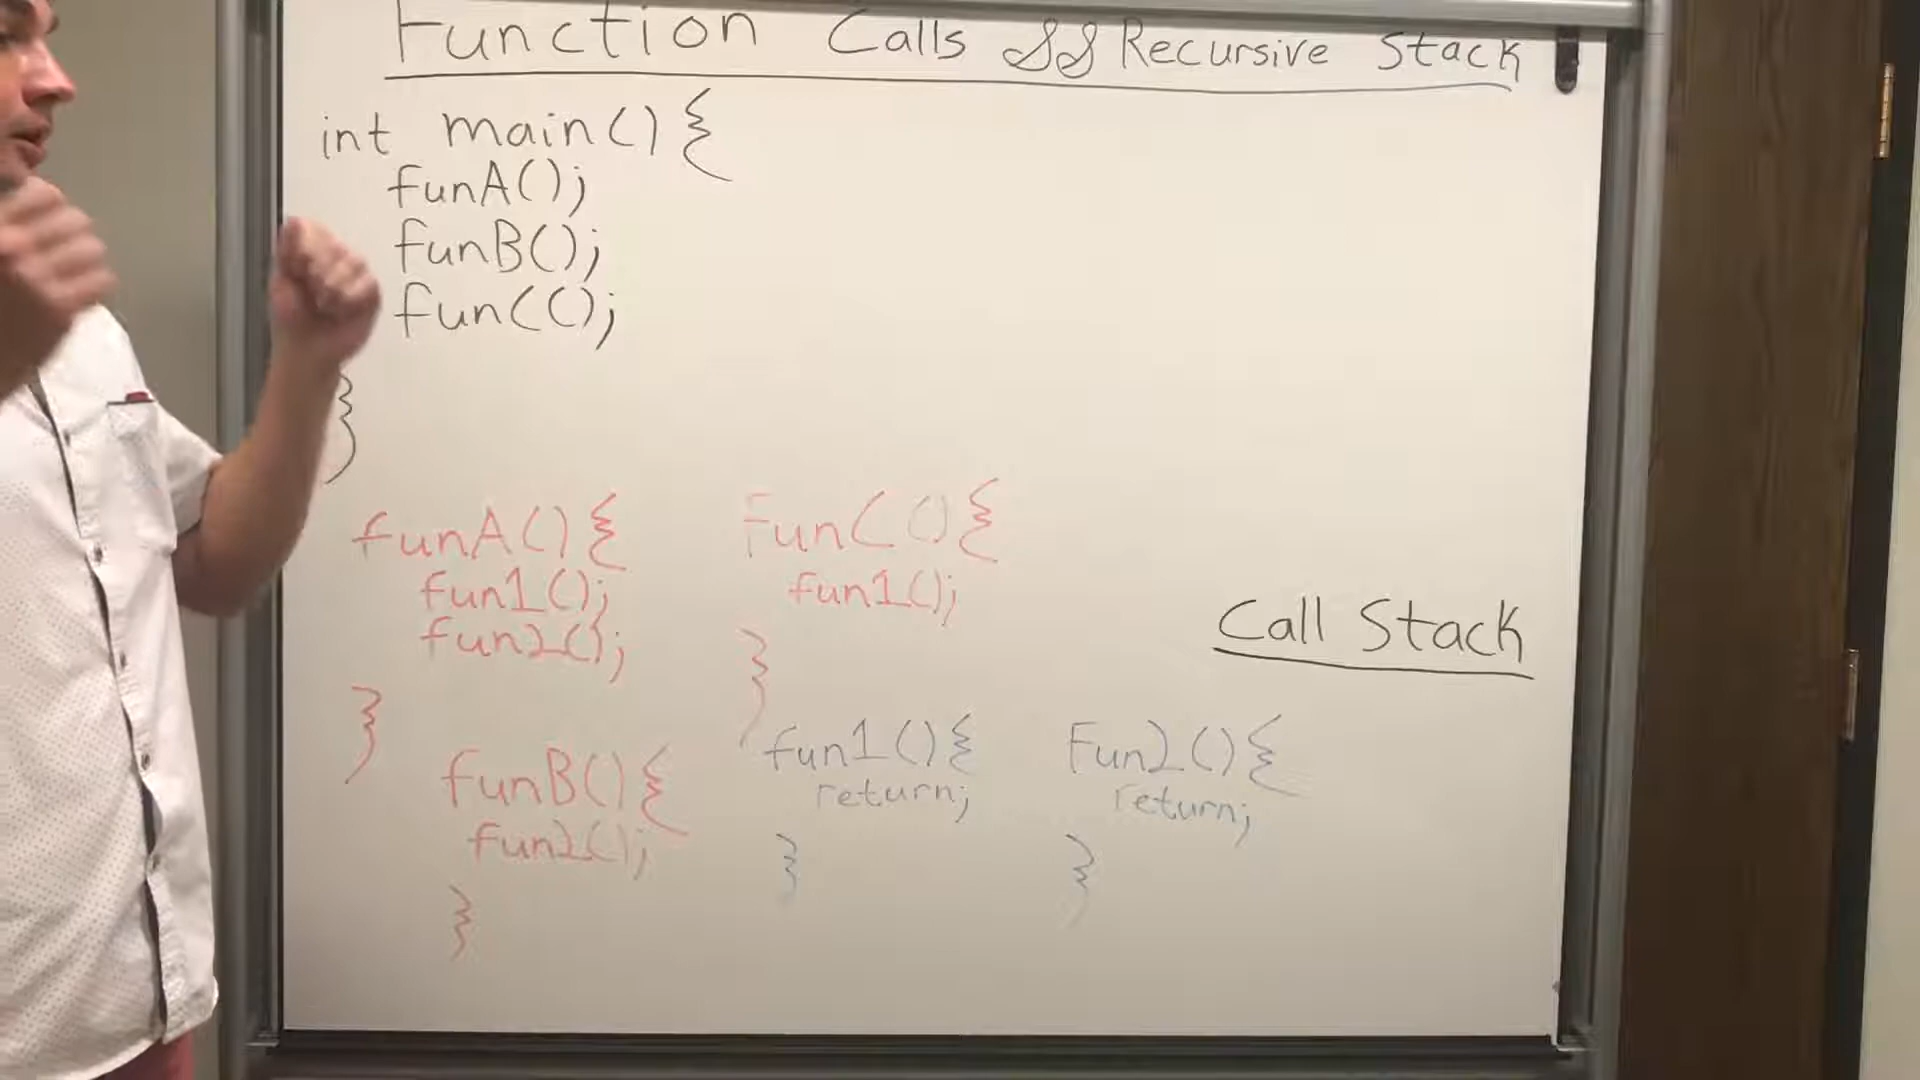 Function Calls && Recursive Stack
int main(){
funA();
funB();
funC();
}
funA(){
fun1();
fun2();
}
funB(){
fun2();
}
FunC(){
fun1();
}
fun1(){
return;
}
Fun2(){
return;
}
Call Stack